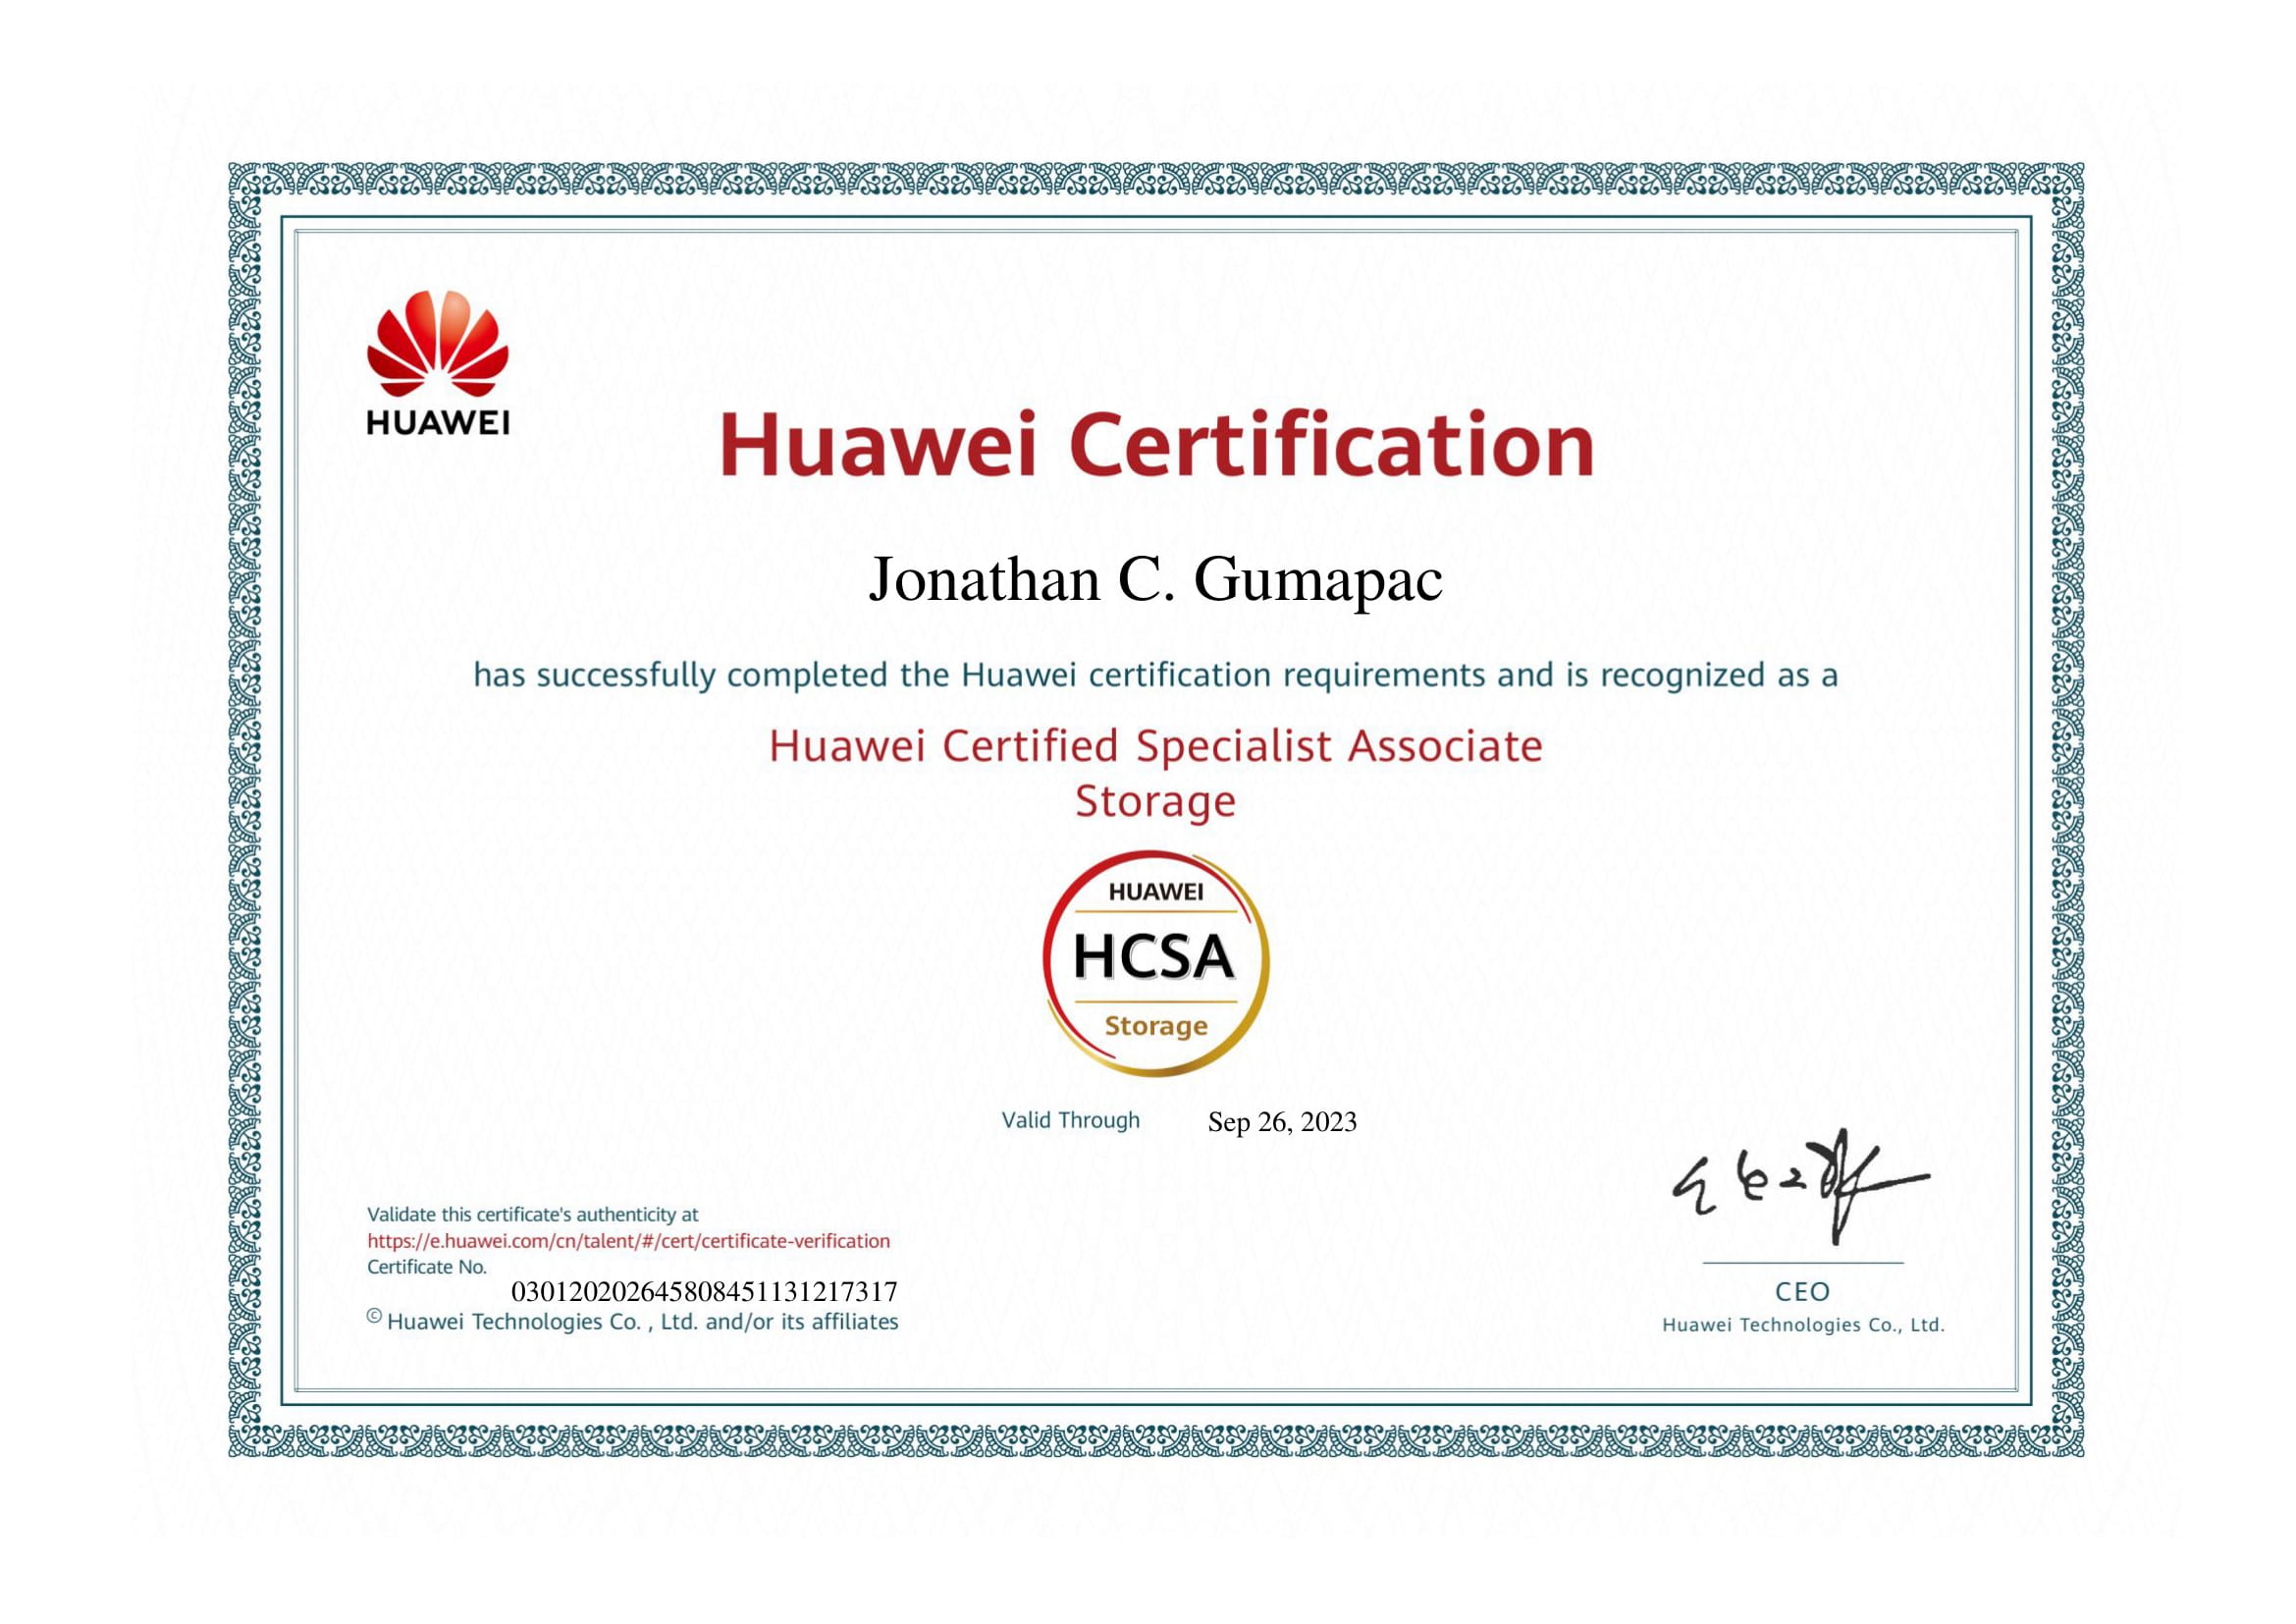 HUAWEI
Huawei Certification
Jonathan C. Gumapac
has successfully completed the Huawei certification requirements and is recognized as a
Huawei Certified Specialist Associate
Storage
HUAWEI
HCSA
Storage
Valid Through Sep 26, 2023
Validate this certificate's authenticity at
https://e.huawei.com/cn/talent/#/cert/certificate-verification
Certificate No.
030120202645808451131217317
© Huawei Technologies Co. , Ltd. and/or its affiliates
CEO
Huawei Technologies Co., Ltd.